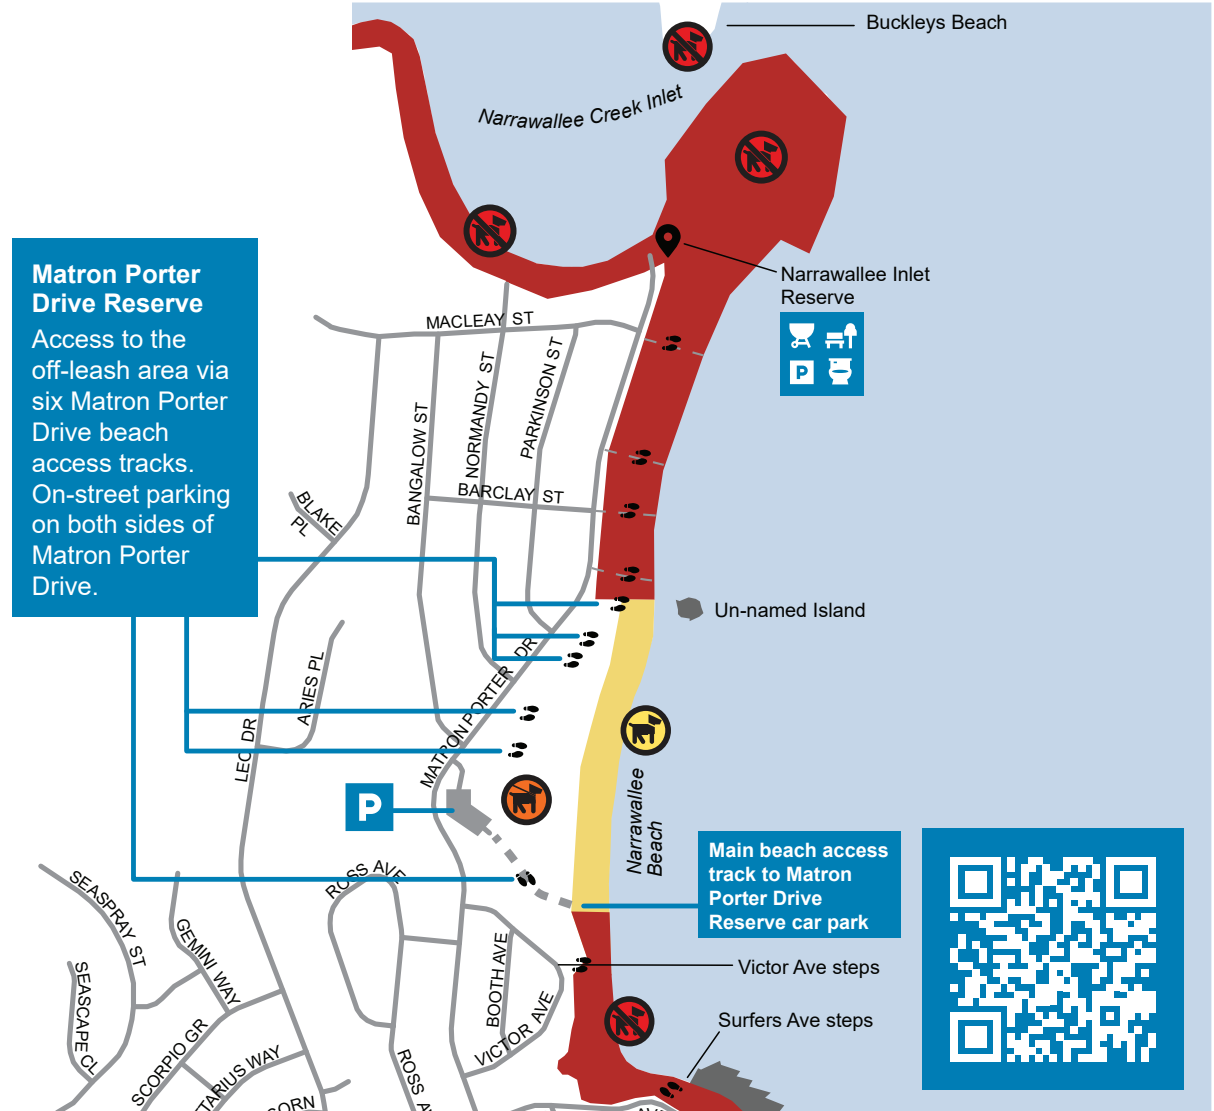 Buckleys Beach
Narrawallee Creek Inlet
Narrawallee Inlet
Reserve
P
Matron Porter
Drive Reserve
Access to the
off-leash area via
six Matron Porter
Drive beach
access tracks.
On-street parking
on both sides of
Matron Porter
Drive.
MACLEAY ST
BANGALOW ST
NORMANDY ST
PARKINSON ST
BARCLAY ST
BLAKE
PL
Un-named Island
ARIES PL
LEO DR
MATRON PORTER DR
P
Narrawallee
Beach
Main beach access
track to Matron
Porter Drive
Reserve car park
ROSS AVE
SEASPRAY ST
GEMINI WAY
SEASCAPE CL
SCORPIO GR
TARIUS WAY
CORN
ROSS A
BOOTH AVE
VICTOR AVE
Victor Ave steps
Surfers Ave steps